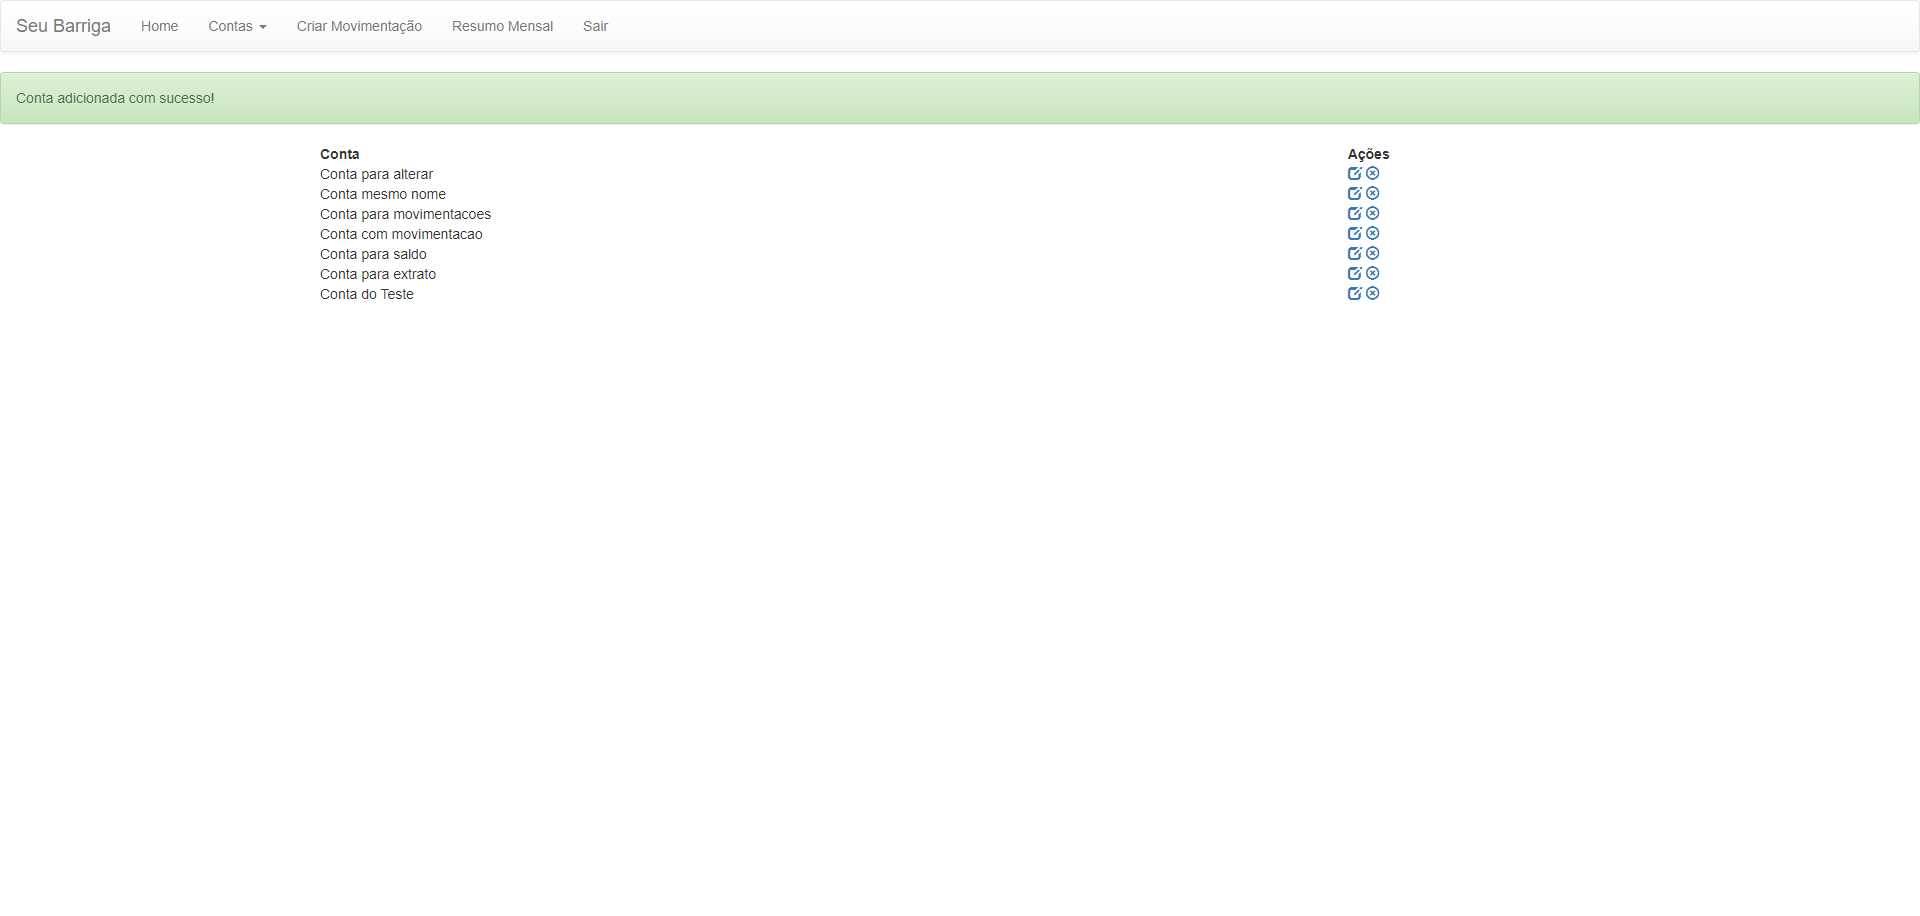 Seu Barriga Home Contas Criar Movimentação Resumo Mensal Sair
Conta adicionada com sucesso!
Conta Ações
Conta para alterar
Conta mesmo nome
Conta para movimentacoes
Conta com movimentacao
Conta para saldo
Conta para extrato
Conta do Teste